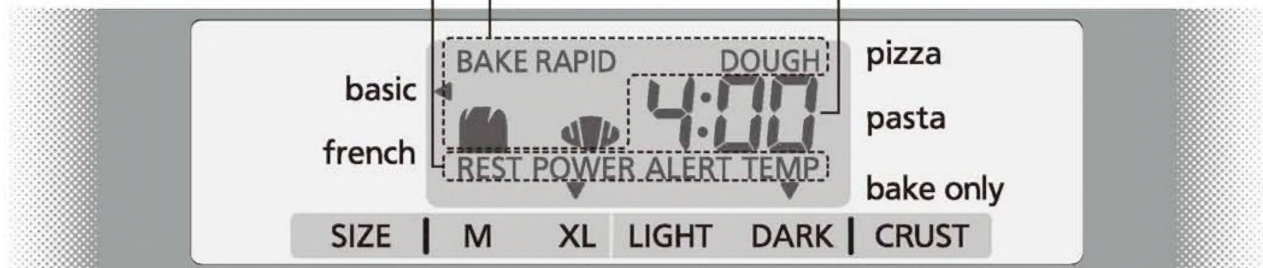 BAKE RAPID DOUGH
pizza
basic
4:00
pasta
french
REST POWER ALERT TEMP
bake only
SIZE M XL LIGHT DARK CRUST